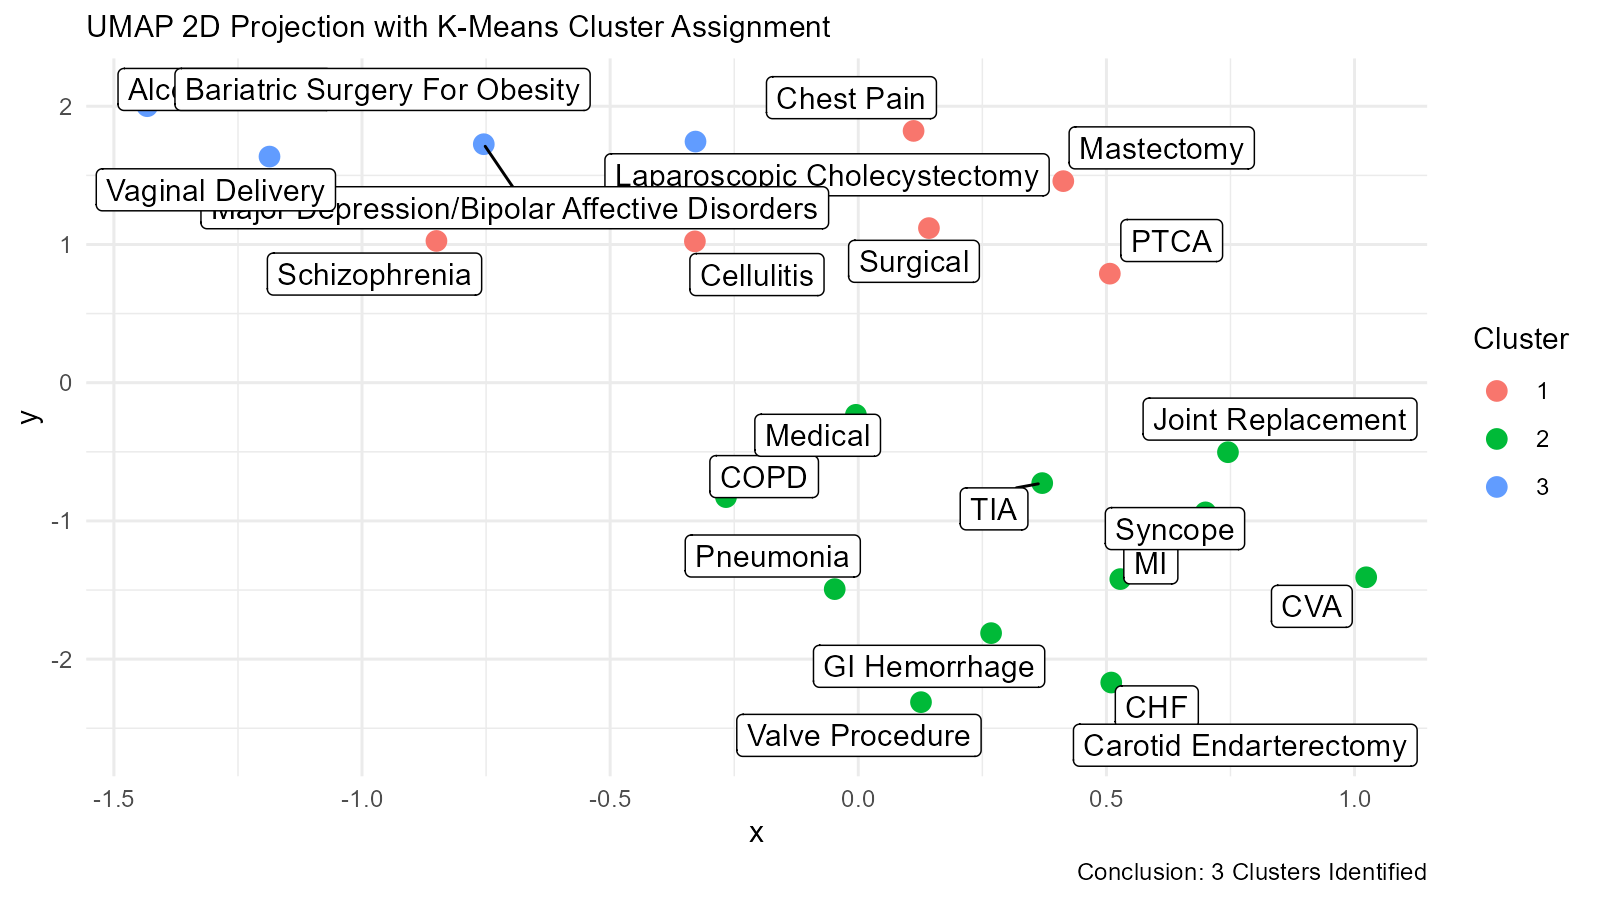 UMAP 2D Projection with K-Means Cluster Assignment
Bariatric Surgery For Obesity
Chest Pain
Mastectomy
Laparoscopic Cholecystectomy
Vaginal Delivery
Major Depression/Bipolar Affective Disorders
PTCA
Schizophrenia
Cellulitis
Surgical
Medical
Joint Replacement
COPD
TIA
Syncope
Pneumonia
MI
CVA
GI Hemorrhage
CHF
Valve Procedure
Carotid Endarterectomy
2
1
0
-1
-2
y
-1.5
-1.0
-0.5
0.0
0.5
1.0
x
Cluster
1
2
3
Conclusion: 3 Clusters Identified